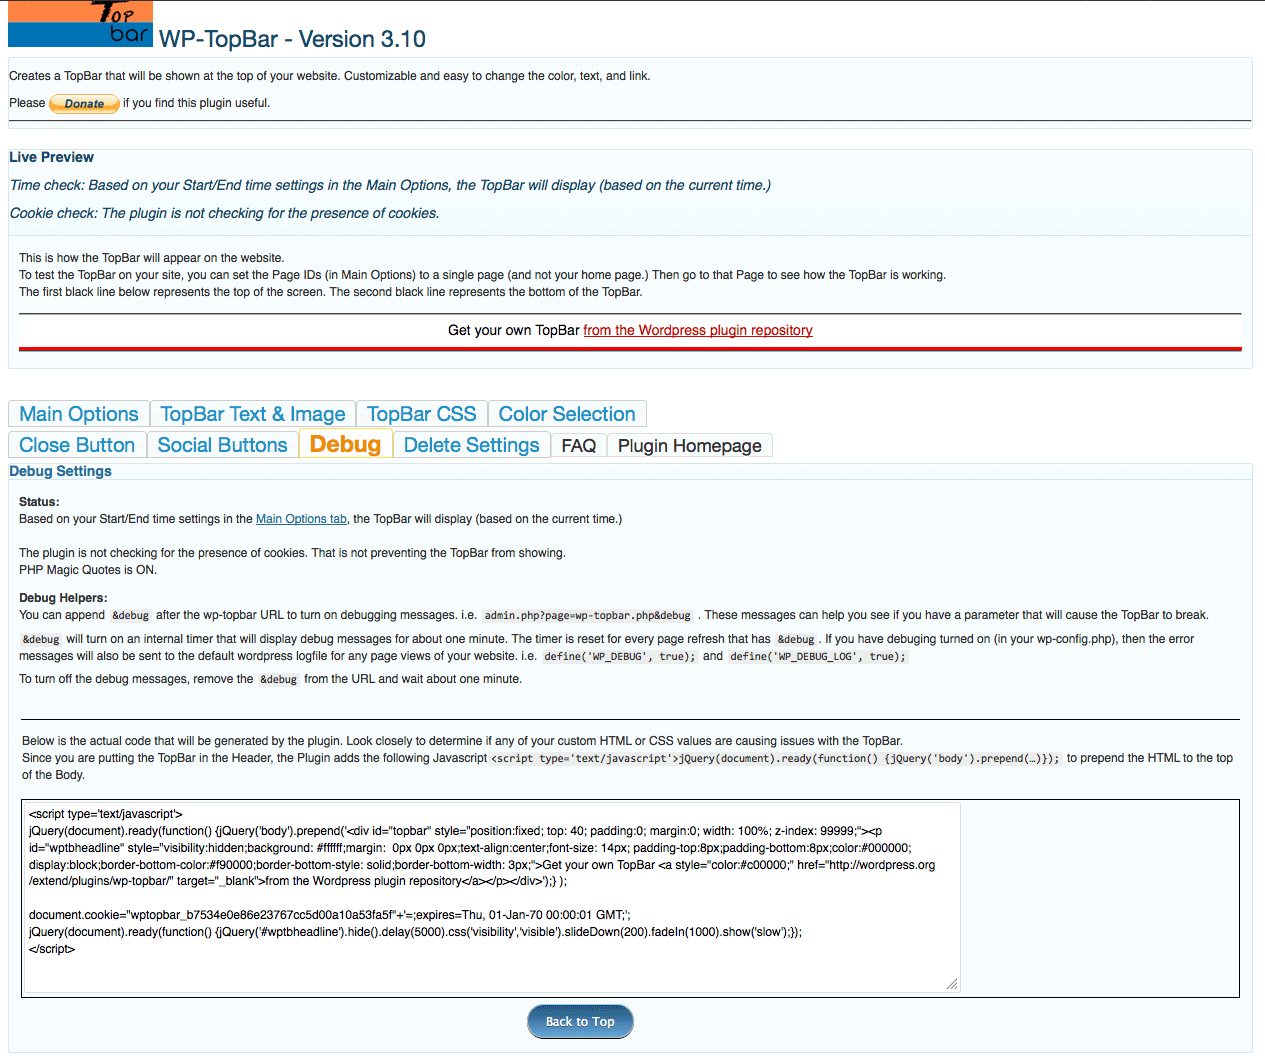 TOP
bar
WP-TopBar - Version 3.10
Creates a TopBar that will be shown at the top of your website. Customizable and easy to change the color, text, and link.
Please Donate if you find this plugin useful.
Live Preview
Time check: Based on your Start/End time settings in the Main Options, the TopBar will display (based on the current time.)
Cookie check: The plugin is not checking for the presence of cookies.
This is how the TopBar will appear on the website.
To test the TopBar on your site, you can set the Page IDs (in Main Options) to a single page (and not your home page.) Then go to that Page to see how the TopBar is working.
The first black line below represents the top of the screen. The second black line represents the bottom of the TopBar.
Get your own TopBar from the Wordpress plugin repository
Main Options TopBar Text & Image TopBar CSS Color Selection
Close Button Social Buttons Debug Delete Settings FAQ Plugin Homepage
Debug Settings
Status:
Based on your Start/End time settings in the Main Options tab, the TopBar will display (based on the current time.)
The plugin is not checking for the presence of cookies. That is not preventing the TopBar from showing.
PHP Magic Quotes is ON.
Debug Helpers:
You can append &debug after the wp-topbar URL to turn on debugging messages. i.e. admin.php?page=wp-topbar.php&debug . These messages can help you see if you have a parameter that will cause the TopBar to break.
&debug will turn on an internal timer that will display debug messages for about one minute. The timer is reset for every page refresh that has &debug . If you have debuging turned on (in your wp-config.php), then the error
messages will also be sent to the default wordpress logfile for any page views of your website. i.e. define('WP_DEBUG', true); and define('WP_DEBUG_LOG', true);
To turn off the debug messages, remove the &debug from the URL and wait about one minute.
Below is the actual code that will be generated by the plugin. Look closely to determine if any of your custom HTML or CSS values are causing issues with the TopBar.
Since you are putting the TopBar in the Header, the Plugin adds the following Javascript <script type='text/javascript'>jQuery(document).ready(function() {jQuery('body').prepend(…)}); to prepend the HTML to the top
of the Body.
<script type='text/javascript'>
jQuery(document).ready(function() {jQuery('body').prepend('<div id="topbar" style="position:fixed; top: 40; padding:0; margin:0; width: 100%; z-index: 99999;"><p
id="wptbheadline" style="visibility:hidden;background: #ffffff;margin:  0px 0px 0px;text-align:center;font-size: 14px; padding-top:8px;padding-bottom:8px;color:#000000;
display:block;border-bottom-color:#f90000;border-bottom-style: solid;border-bottom-width: 3px;">Get your own TopBar <a style="color:#c00000;" href="http://wordpress.org
/extend/plugins/wp-topbar/" target="_blank">from the Wordpress plugin repository</a></p></div>');} );
document.cookie="wptopbar_b7534e0e86e23767cc5d00a10a53fa5f"+'=;expires=Thu, 01-Jan-70 00:00:01 GMT;';
jQuery(document).ready(function() {jQuery('#wptbheadline').hide().delay(5000).css('visibility','visible').slideDown(200).fadeIn(1000).show('slow');});
</script>
Back to Top